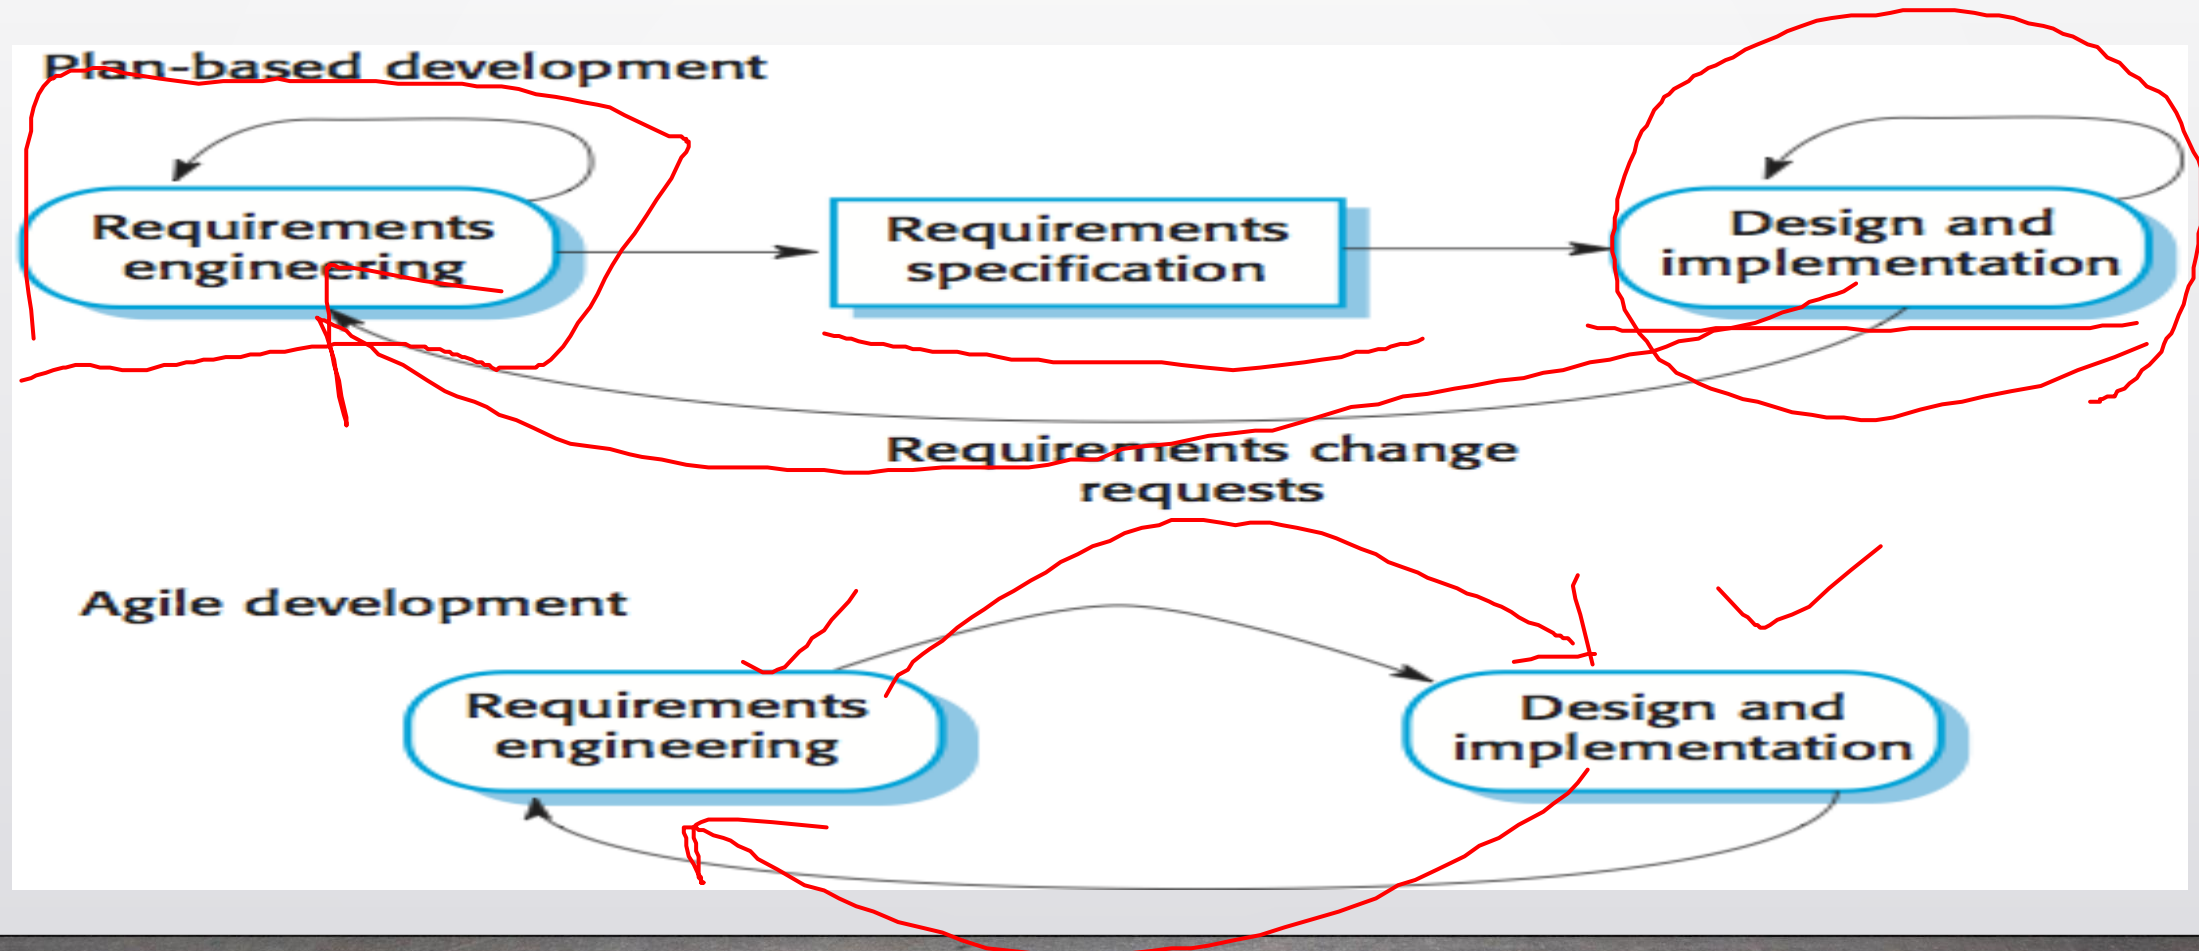 Plan-based development
Requirements
engineering
Requirements
specification
Design and
implementation
Requirements change
requests
Agile development
Requirements
engineering
Design and
implementation